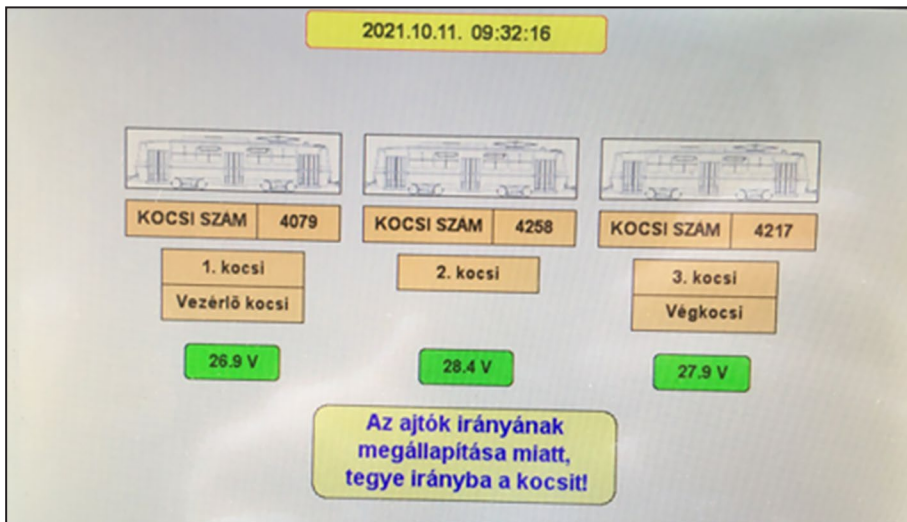 2021.10.11. 09:32:16
KOCSI SZÁM 4079
KOCSI SZÁM 4258
KOCSI SZÁM 4217
1. kocsi
Vezérlő kocsi
2. kocsi
3. kocsi
Végkocsi
26.9 V
28.4 V
27.9 V
Az ajtók irányának
megállapítása miatt,
tegye irányba a kocsit!